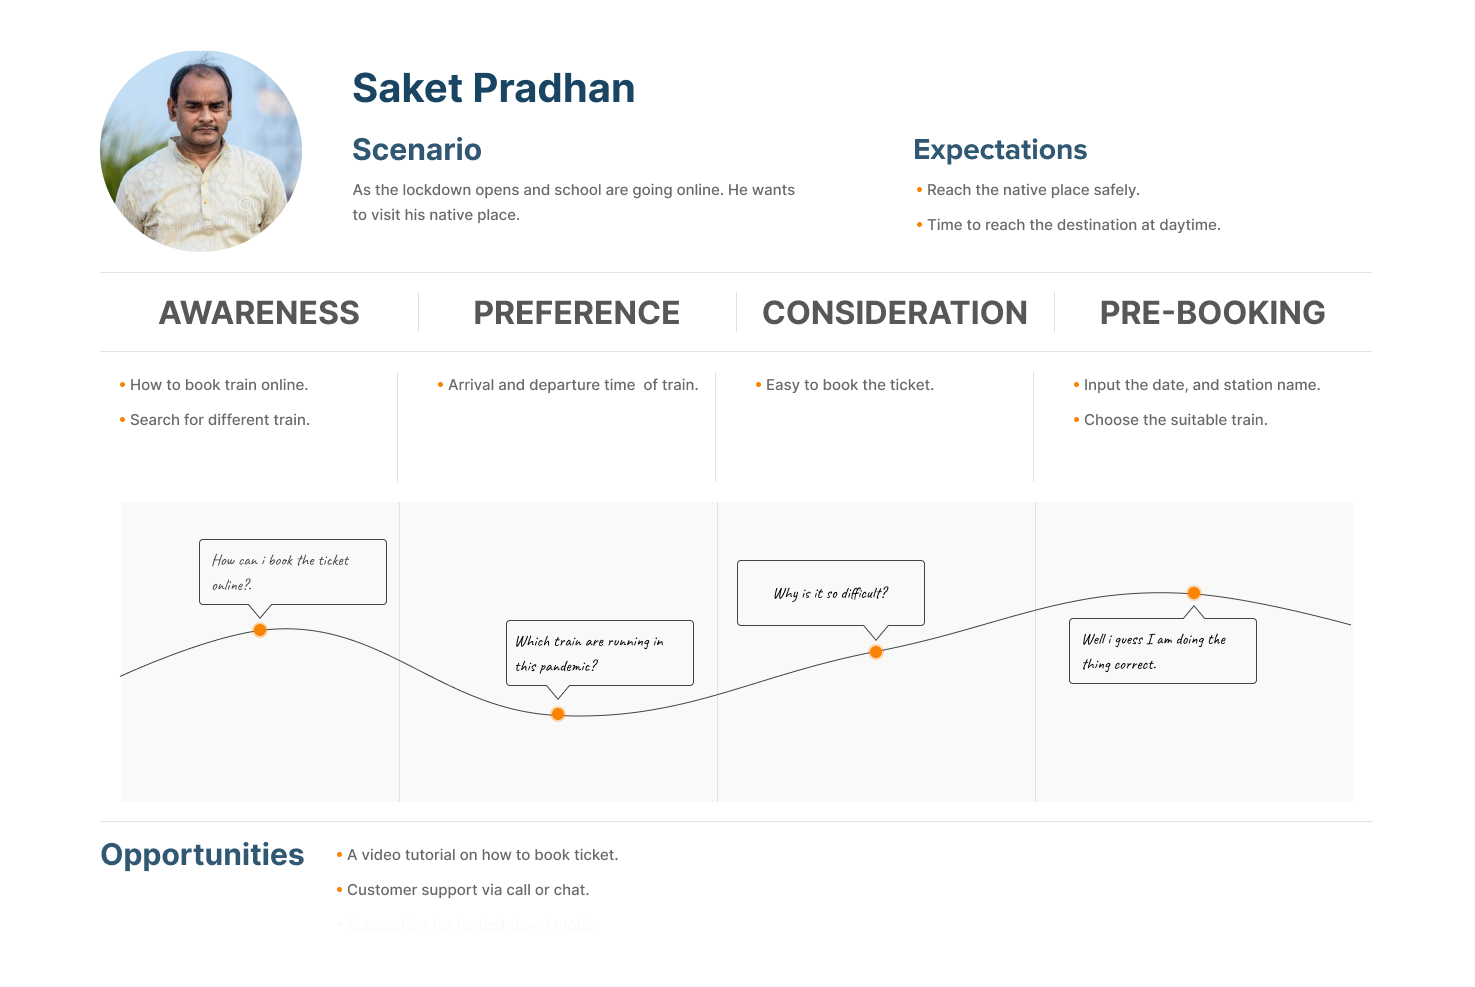 Saket Pradhan
Scenario
As the lockdown opens and school are going online. He wants
to visit his native place.
Expectations
• Reach the native place safely.
• Time to reach the destination at daytime.
AWARENESS
PREFERENCE
CONSIDERATION
PRE-BOOKING
• How to book train online.
• Search for different train.
• Arrival and departure time  of train.
• Easy to book the ticket.
• Input the date, and station name.
• Choose the suitable train.
How can i book the ticket
online?.
Which train are running in
this pandemic?
Why is it so difficult?
Well i guess I am doing the
thing correct.
Opportunities
• A video tutorial on how to book ticket.
• Customer support via call or chat.
• Suggestion for fastest travel mode.